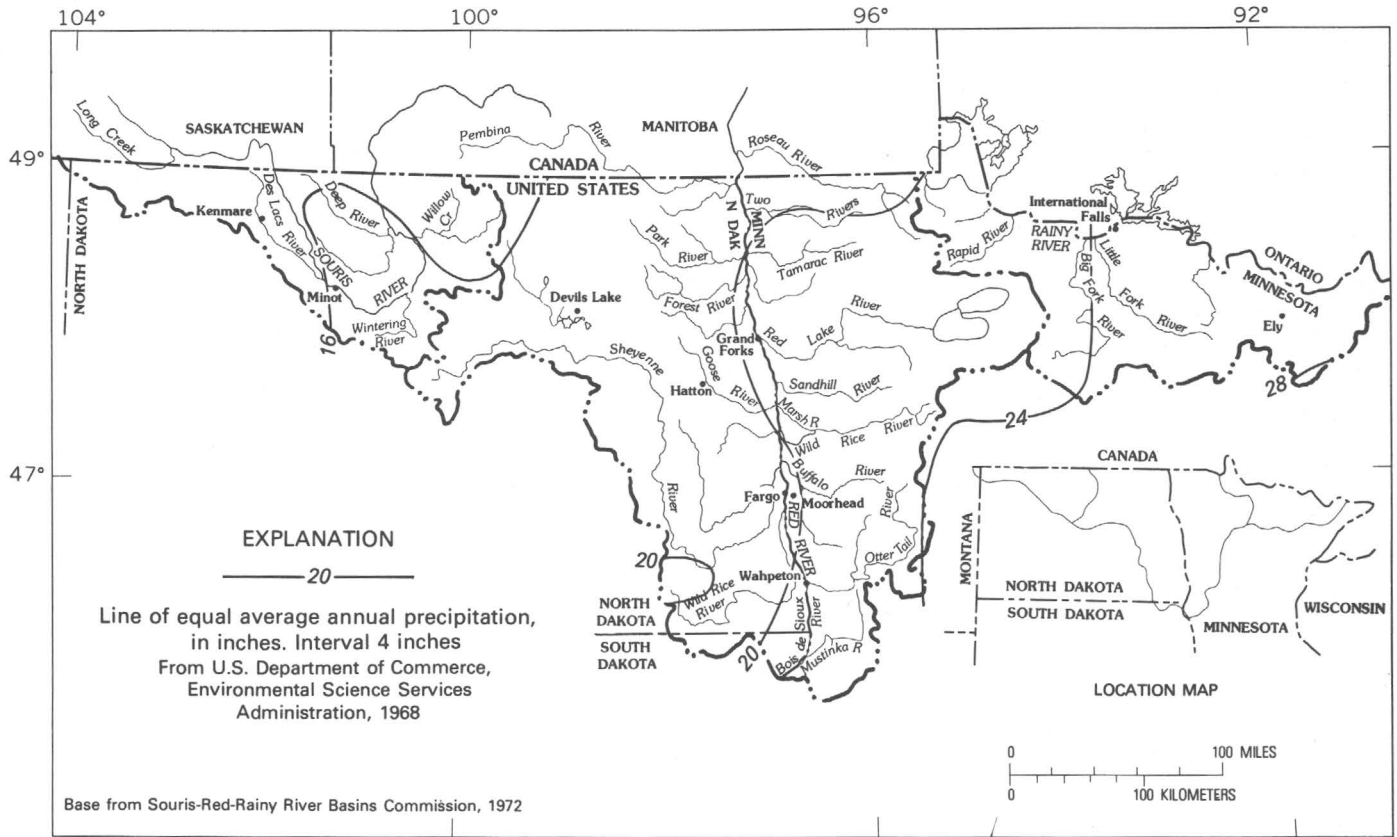 104°
100°
96°
92°
Long Creek
SASKATCHEWAN
Pembina River
MANITOBA
Roseau River
49°
CANADA
UNITED STATES
NORTH DAKOTA
Kenmare
Des Lacs River
Deep River
Willow Cr
SOURIS RIVER
Minot
Wintering River
16
Park River
N DAK
MINN
Two Rivers
Tamarac River
Forest River
Devils Lake
Sheyenne River
Grand Forks
Red Lake River
Goose River
Hatton
Sandhill River
Marsh R
Wild Rice River
Rapid River
International Falls
RAINY RIVER
Big Fork River
Little Fork River
ONTARIO
MINNESOTA
Ely
28
24
47°
Buffalo River
Fargo
Moorhead
RED RIVER
Otter Tail River
20
Wahpeton
Wild Rice River
NORTH DAKOTA
SOUTH DAKOTA
20
Bois de Sioux River
Mustinka R
EXPLANATION
20
Line of equal average annual precipitation,
in inches. Interval 4 inches
From U.S. Department of Commerce,
Environmental Science Services
Administration, 1968
CANADA
MONTANA
NORTH DAKOTA
SOUTH DAKOTA
MINNESOTA
WISCONSIN
LOCATION MAP
0 100 MILES
0 100 KILOMETERS
Base from Souris-Red-Rainy River Basins Commission, 1972